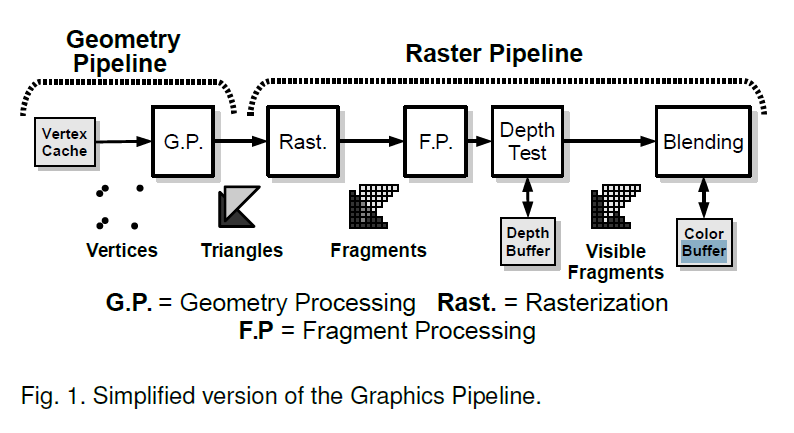 Geometry
Pipeline
Raster Pipeline
Vertex
Cache
G.P.
Rast.
F.P.
Depth
Test
Blending
Vertices
Triangles
Fragments
Depth
Buffer
Visible
Fragments
Color
Buffer
G.P. = Geometry Processing Rast. = Rasterization
F.P = Fragment Processing
Fig. 1. Simplified version of the Graphics Pipeline.